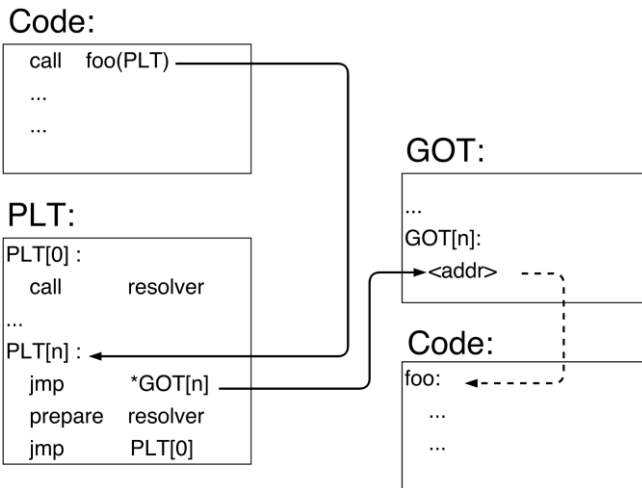 Code:
call foo(PLT)
...
...
PLT:
PLT[0] :
call resolver
...
PLT[n] :
jmp *GOT[n]
prepare resolver
jmp PLT[0]
GOT:
...
GOT[n]:
<addr>
Code:
foo:
...
...